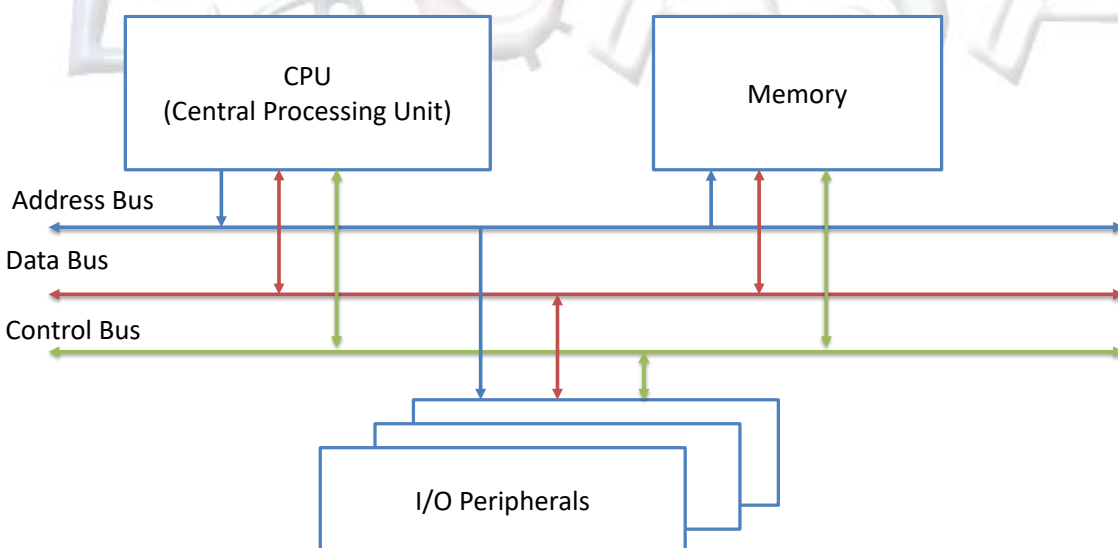 CPU
(Central Processing Unit)
Memory
Address Bus
Data Bus
Control Bus
I/O Peripherals